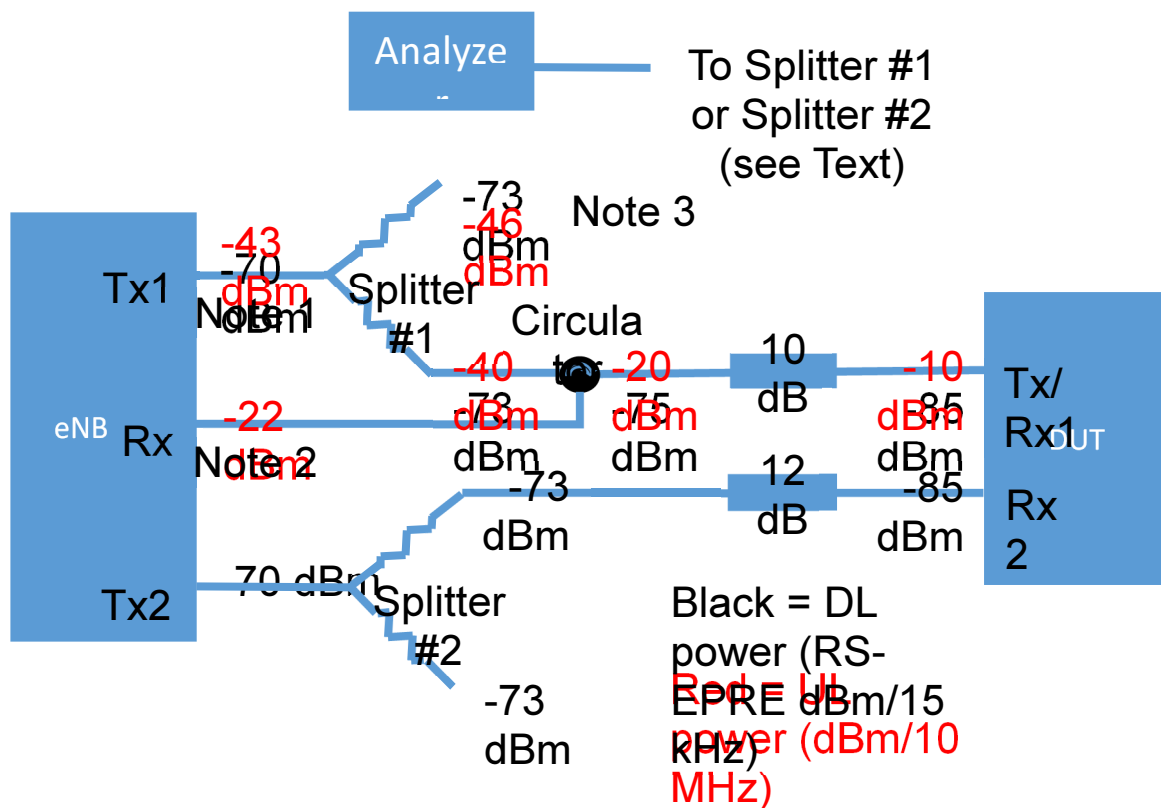 Analyze
r
To Splitter #1
or Splitter #2
(see Text)
-73
dBm
-46
dBm
Note 3
-43
dBm
-70
dBm
Tx1
Note 1
Splitter
#1
Circula
tor
10
dB
-40
dBm
-73
dBm
-20
dBm
-75
dBm
-10
dBm
-85
dBm
Tx/
Rx1
DUT
eNB
Rx
-22
dBm
Note 2
-73
dBm
12
dB
-85
dBm
Rx
2
Tx2
-70 dBm
Splitter
#2
-73
dBm
Black = DL
power (RS-
EPRE dBm/15
kHz)
Red = UL
power (dBm/10
MHz)